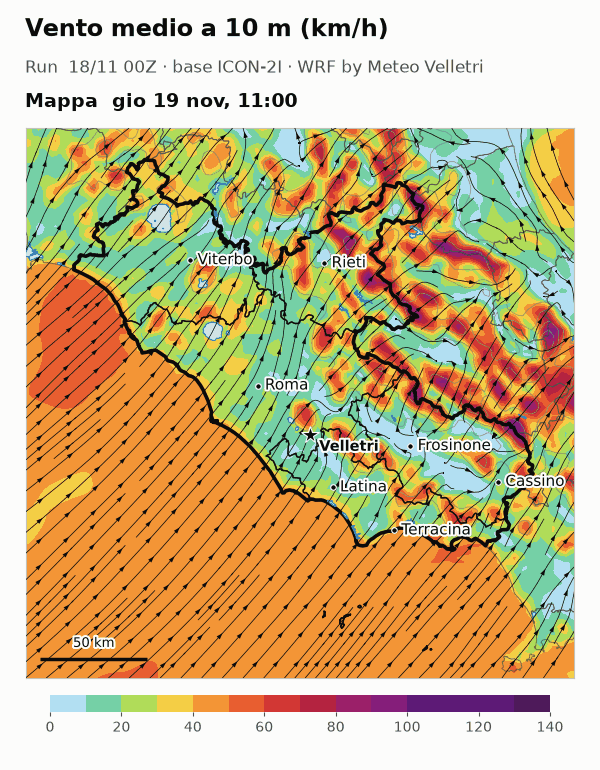 Vento medio a 10 m (km/h)
Run 18/11 00Z · base ICON-2I · WRF by Meteo Velletri
Mappa gio 19 nov, 11:00
Viterbo
Rieti
Roma
Velletri
Frosinone
Cassino
Latina
Terracina
50 km
0 20 40 60 80 100 120 140